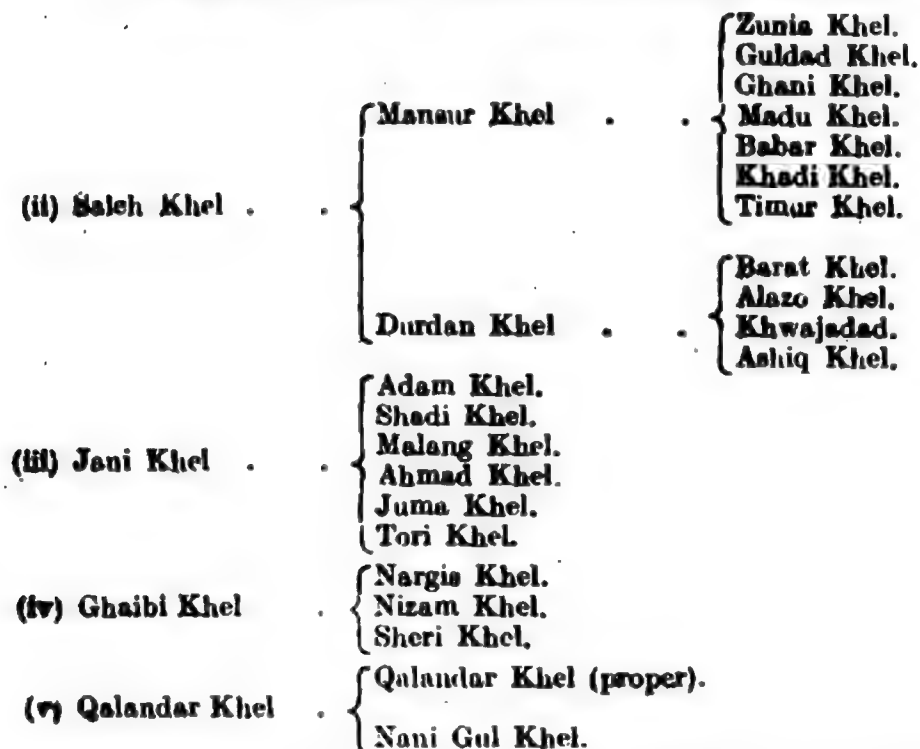 Zunia Khel.
Guldad Khel.
Ghani Khel.
Mansur Khel . . Madu Khel.
Babar Khel.
Khadi Khel.
(ii) Saleh Khel . . Timur Khel.
Barat Khel.
Alazo Khel.
Durdan Khel . . Khwajadad.
Ashiq Khel.
Adam Khel.
Shadi Khel.
Malang Khel.
(iii) Jani Khel . . Ahmad Khel.
Juma Khel.
Tori Khel.
Nargis Khel.
(iv) Ghaibi Khel . Nizam Khel.
Sheri Khel.
Qalandar Khel (proper).
(v) Qalandar Khel .
Nani Gul Khel.